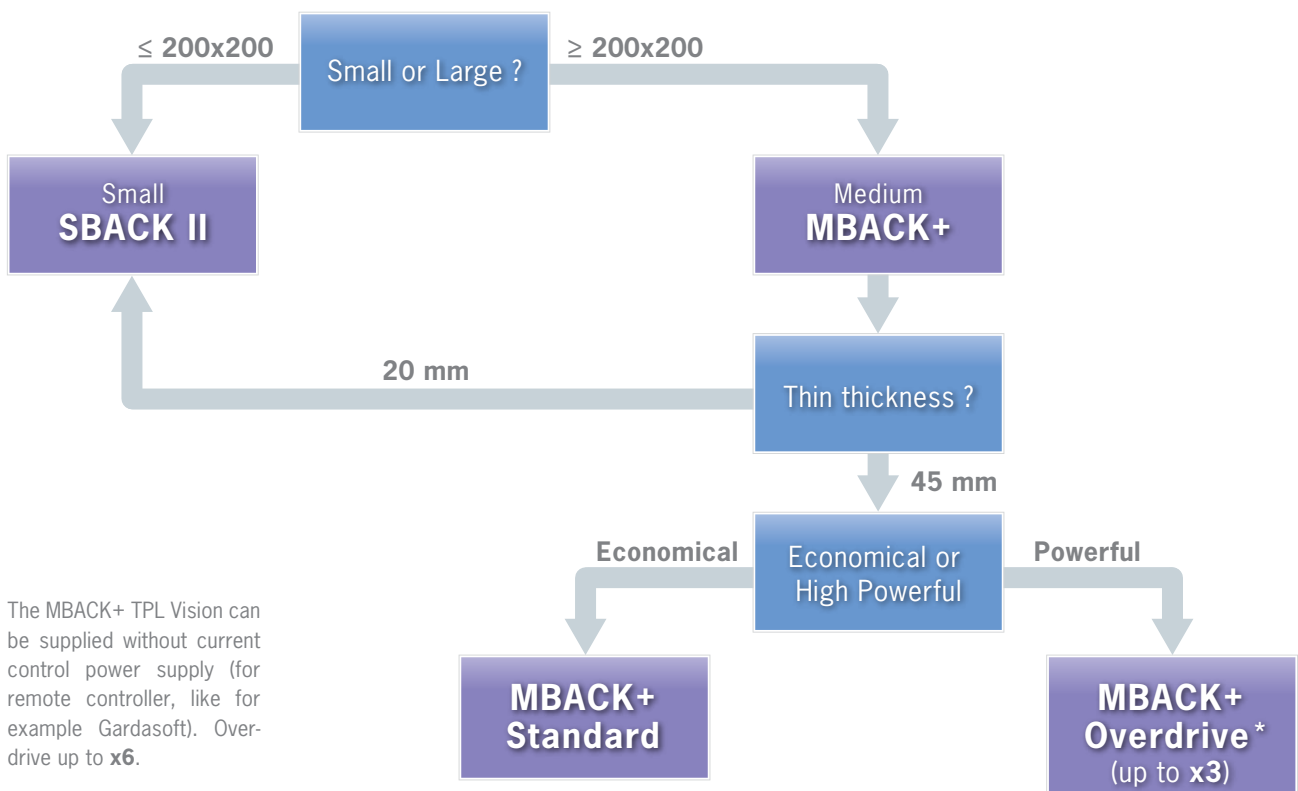 ≤ 200x200
Small or Large ?
≥ 200x200
Small
SBACK II
Medium
MBACK+
20 mm
Thin thickness ?
45 mm
Economical
Economical or
High Powerful
Powerful
The MBACK+ TPL Vision can
be supplied without current
control power supply (for
remote controller, like for
example Gardasoft). Over-
drive up to x6.
MBACK+
Standard
MBACK+
Overdrive*
(up to x3)